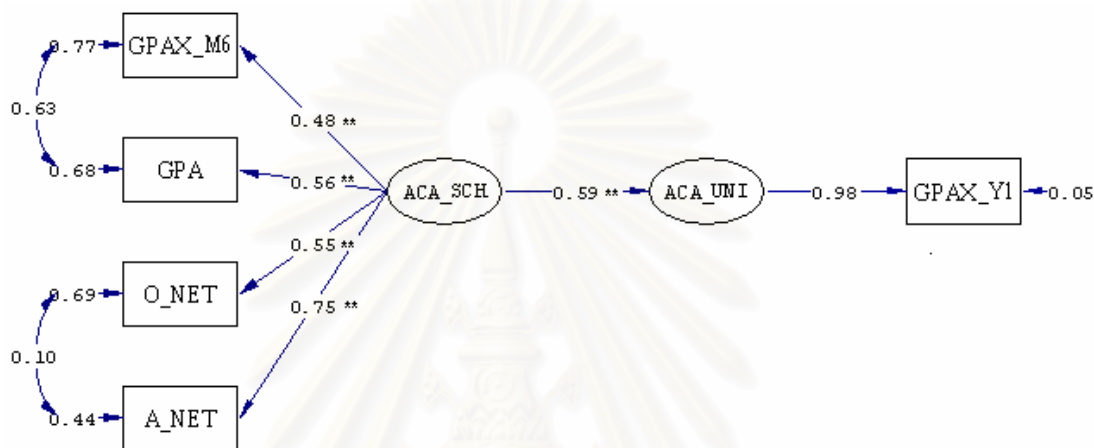 0.77 GPAX_M6
0.63
0.48 **
0.68 GPA
0.56 **
ACA_SCH 0.59 ** ACA_UNI 0.98 GPAX_Y1 0.05
0.55 **
0.69 O_NET
0.75 **
0.10
0.44 A_NET